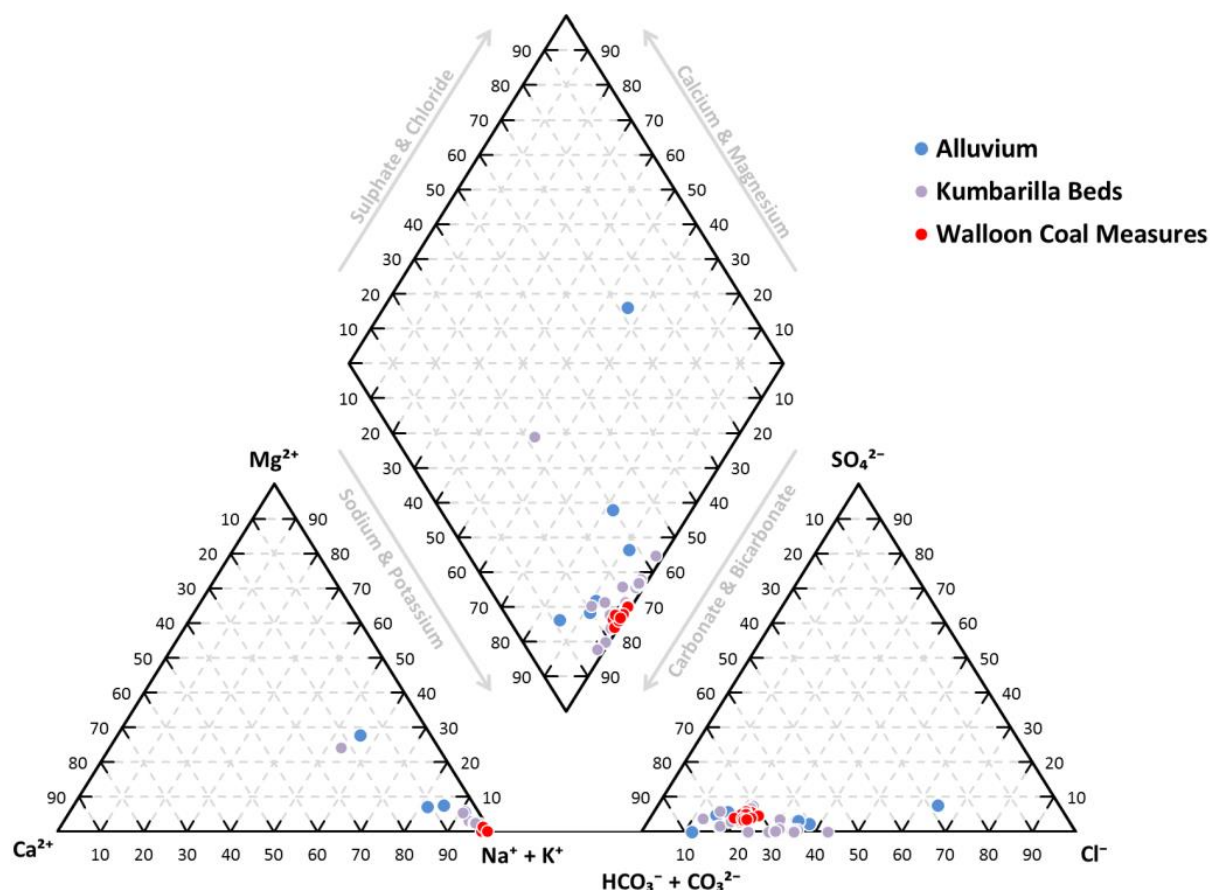 90 90
80 80
70 70
60 60
50 50
40 40
30 30
20 20
10 10
Sulphate & Chloride
Calcium & Magnesium
Alluvium
Kumbarilla Beds
Walloon Coal Measures
10 10
20 20
30 30
40 40
50 50
60 60
70 70
80 80
90 90
Sodium & Potassium
Carbonate & Bicarbonate
Mg²⁺
10 90
20 80
30 70
40 60
50 50
60 40
70 30
80 20
90 10
Ca²⁺
10 20 30 40 50 60 70 80 90
Na⁺ + K⁺
SO₄²⁻
90 90
80 80
70 70
60 60
50 50
40 40
30 30
20 20
10 10
10 20 30 40 50 60 70 80 90
Cl⁻
HCO₃⁻ + CO₃²⁻